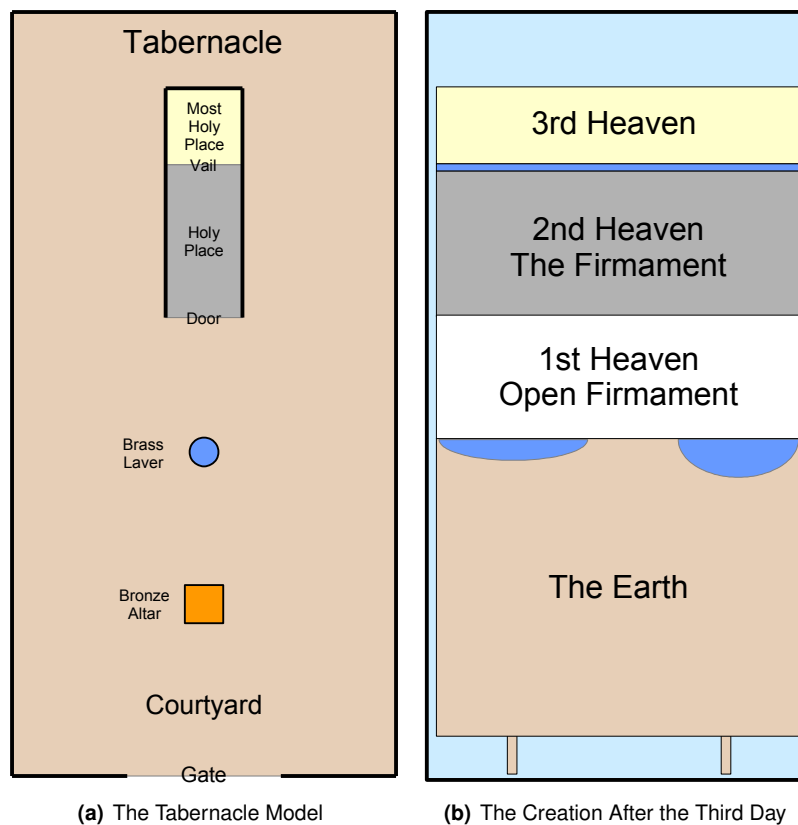 Tabernacle
Most
Holy
Place
Vail
Holy
Place
Door
Brass
Laver
Bronze
Altar
Courtyard
Gate
(a) The Tabernacle Model
3rd Heaven
2nd Heaven
The Firmament
1st Heaven
Open Firmament
The Earth
(b) The Creation After the Third Day